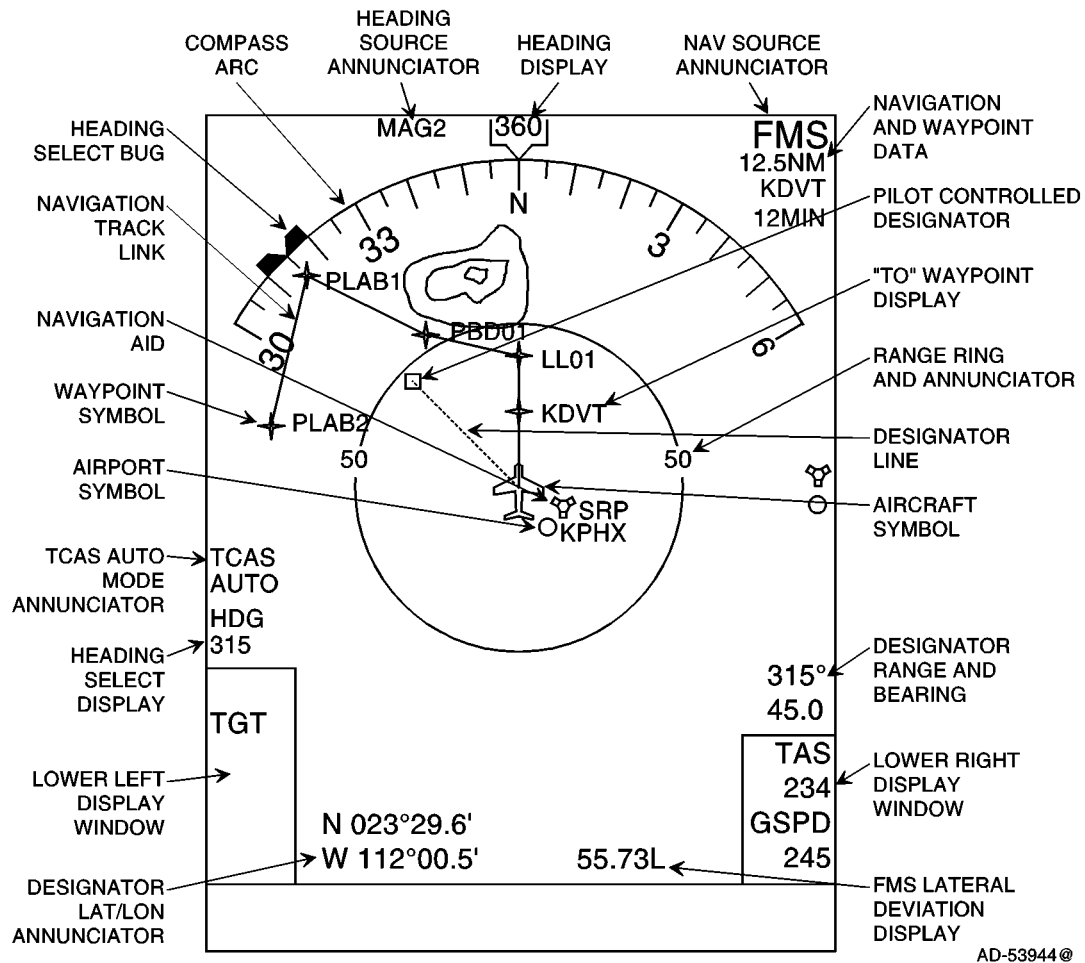 HEADING
SOURCE
ANNUNCIATOR
COMPASS
ARC
HEADING
DISPLAY
NAV SOURCE
ANNUNCIATOR
HEADING
SELECT BUG
NAVIGATION
TRACK
LINK
NAVIGATION
AID
WAYPOINT
SYMBOL
AIRPORT
SYMBOL
TCAS AUTO
MODE
ANNUNCIATOR
HEADING
SELECT
DISPLAY
LOWER LEFT
DISPLAY
WINDOW
DESIGNATOR
LAT/LON
ANNUNCIATOR
MAG2
360
FMS
12.5NM
KDVT
12MIN
N
33
3
30
6
PLAB1
PBD01
LL01
KDVT
PLAB2
50
50
SRP
KPHX
TCAS
AUTO
HDG
315
TGT
315°
45.0
TAS
234
GSPD
245
N 023°29.6'
W 112°00.5'
55.73L
NAVIGATION
AND WAYPOINT
DATA
PILOT CONTROLLED
DESIGNATOR
"TO" WAYPOINT
DISPLAY
RANGE RING
AND ANNUNCIATOR
DESIGNATOR
LINE
AIRCRAFT
SYMBOL
DESIGNATOR
RANGE AND
BEARING
LOWER RIGHT
DISPLAY
WINDOW
FMS LATERAL
DEVIATION
DISPLAY
AD-53944@